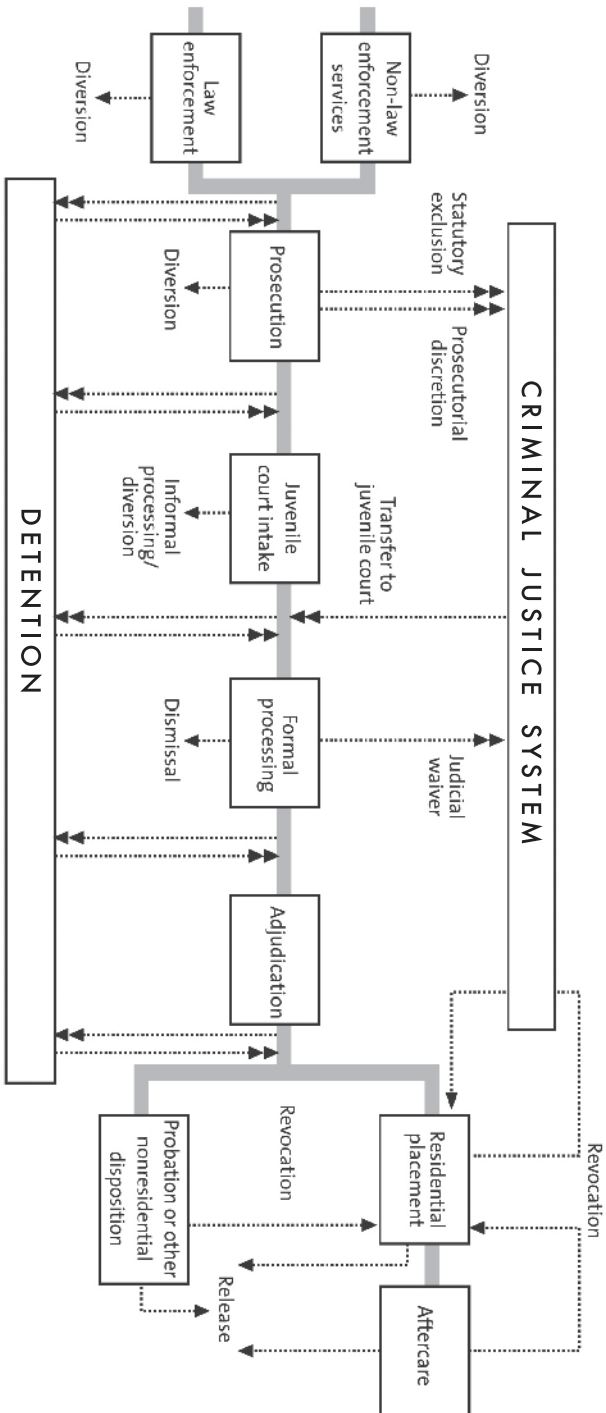 Diversion
Non-law
enforcement
services
Law
enforcement
Diversion
CRIMINAL JUSTICE SYSTEM
Statutory
exclusion
Prosecutorial
discretion
Prosecution
Diversion
Transfer to
juvenile court
Juvenile
court intake
Informal
processing/
diversion
Judicial
waiver
Formal
processing
Dismissal
Adjudication
DETENTION
Revocation
Residential
placement
Aftercare
Revocation
Release
Probation or other
nonresidential
disposition